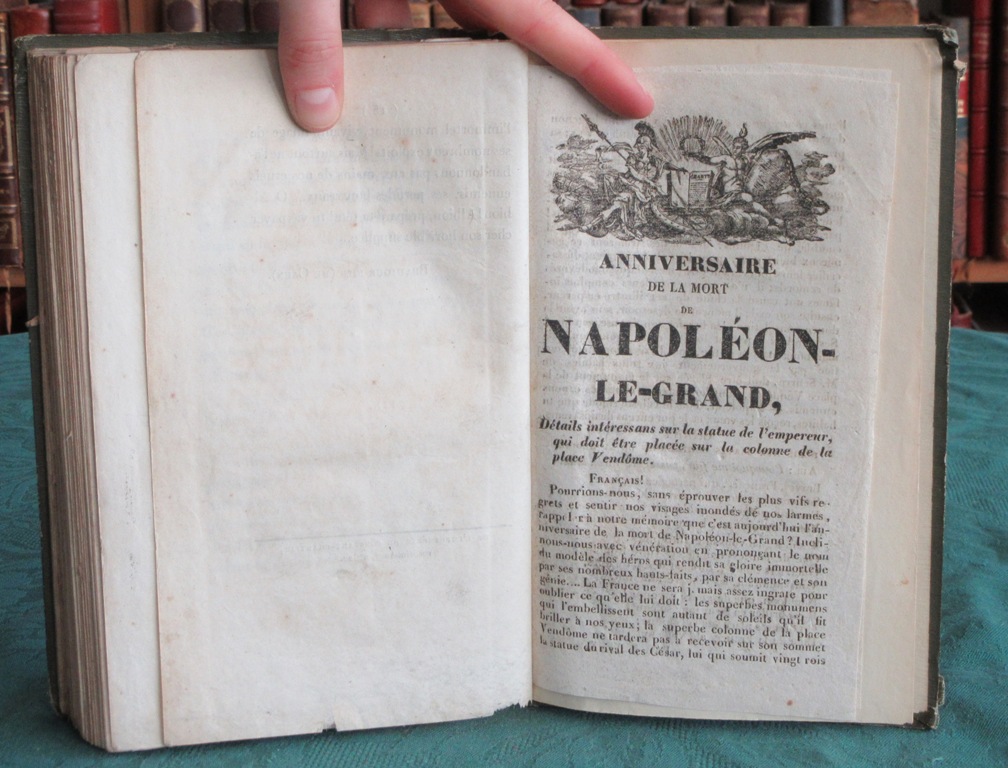 N
ANNIVERSAIRE
DE LA MORT
DE
NAPOLÉON-
LE-GRAND,
Détails intéressans sur la statue de l'empereur,
qui doit être placée sur la colonne de la
place Vendôme.
FRANÇAIS!
Pourrions-nous, sans éprouver les plus vifs re-
grets et sentir nos visages inondés de nos larmes,
rappel r à notre mémoire que c'est aujourd'hui l'an-
niversaire de la mort de Napoléon-le-Grand? Incli-
nous-nous avec vénération en prononçant le nom
du modèle des héros qui rendit sa gloire immortelle
par ses nombreux hauts-faits, par sa clémence et son
génie.... La France ne sera j mais assez ingrate pour
oublier ce qu'elle lui doit : les superbes monumens
qui l'embellissent sont autant de soleils qu'il fit
briller à nos yeux; la superbe colonne de la place
Vendôme ne tardera pas à recevoir sur son sommet
la statue du rival des César, lui qui soumit vingt rois